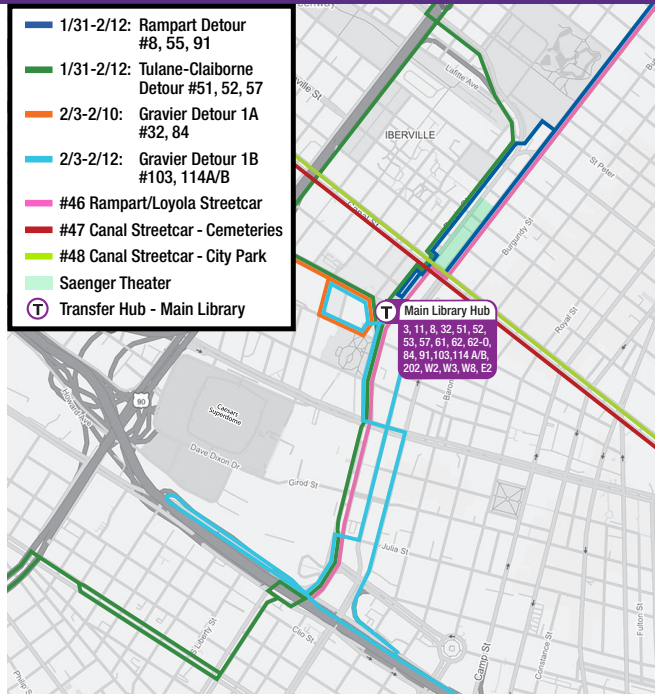 1/31-2/12: Rampart Detour
#8, 55, 91
1/31-2/12: Tulane-Claiborne
Detour #51, 52, 57
2/3-2/10: Gravier Detour 1A
#32, 84
2/3-2/12: Gravier Detour 1B
#103, 114A/B
#46 Rampart/Loyola Streetcar
#47 Canal Streetcar - Cemeteries
#48 Canal Streetcar - City Park
Saenger Theater
T Transfer Hub - Main Library
Lafitte Ave
IBERVILLE
St Peter
Burgundy St
Royal St
T
Main Library Hub
3, 11, 8, 32, 51, 52,
53, 57, 61, 62, 62-O,
84, 91,103,114 A/B,
202, W2, W3, W8, E2
90
Howard Ave
Caesars
Superdome
Dave Dixon Dr
Girod St
Julia St
S Liberty St
Clio St
Camp St
Constance St
Fulton St